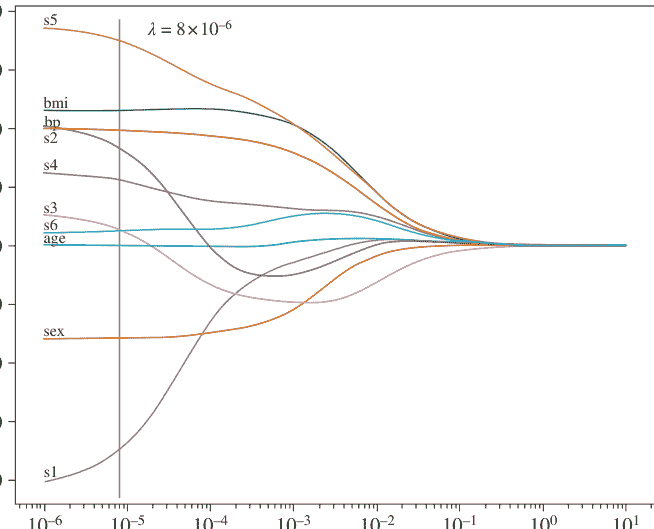 s5
λ = 8×10⁻⁶
bmi
bp
s2
s4
s3
s6
age
sex
s1
10⁻⁶ 10⁻⁵ 10⁻⁴ 10⁻³ 10⁻² 10⁻¹ 10⁰ 10¹